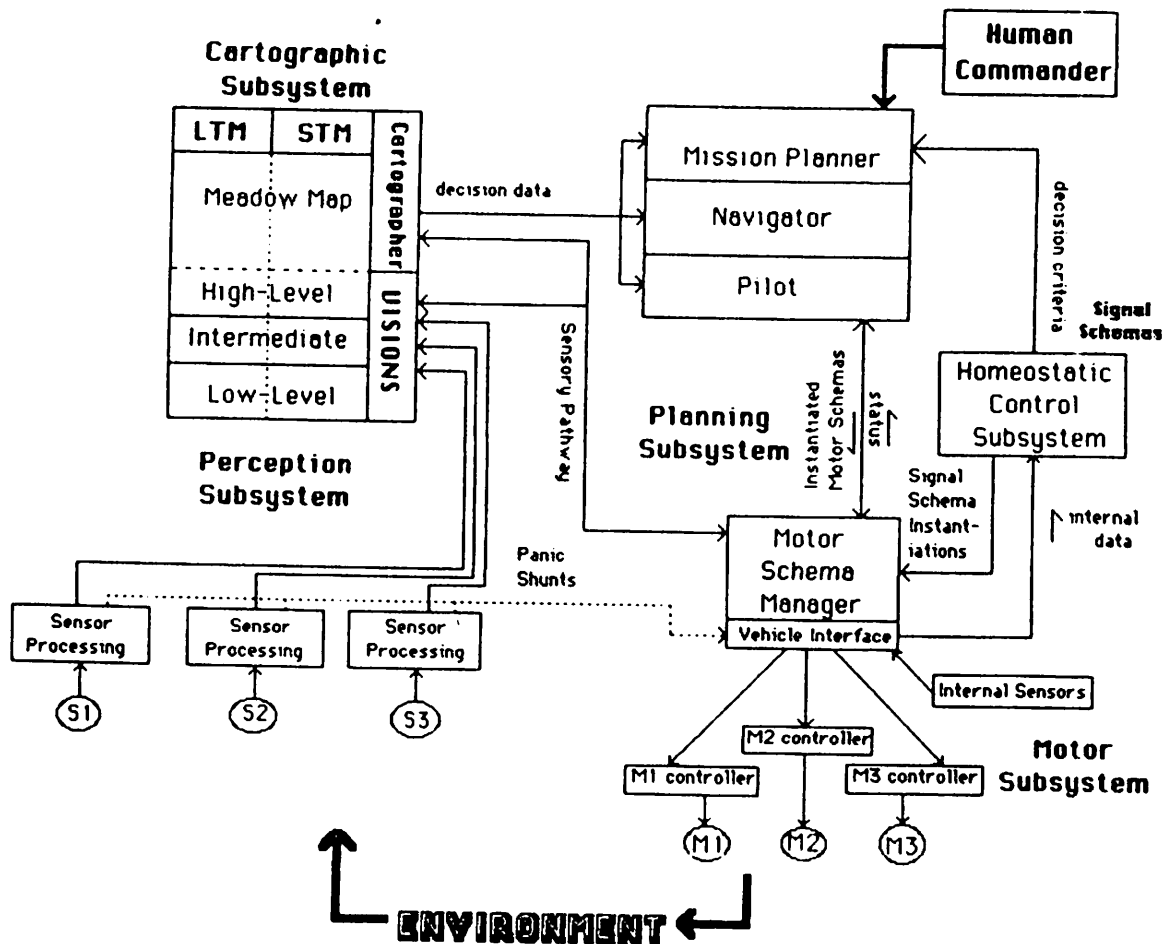 Cartographic
Subsystem
Human
Commander
LTM
STM
Cartographer
Meadow Map
VISIONS
High-Level
Intermediate
Low-Level
Perception
Subsystem
decision data
Mission Planner
Navigator
Pilot
decision criteria
Signal
Schemas
Homeostatic
Control
Subsystem
Sensory Pathway
Planning
Subsystem
Instantiated
Motor Schemas
status
Signal
Schema
Instant-
iations
internal
data
Panic
Shunts
Motor
Schema
Manager
Vehicle Interface
Sensor
Processing
Sensor
Processing
Sensor
Processing
S1
S2
S3
Internal Sensors
M2 controller
M1 controller
M3 controller
Motor
Subsystem
M1
M2
M3
ENVIRONMENT